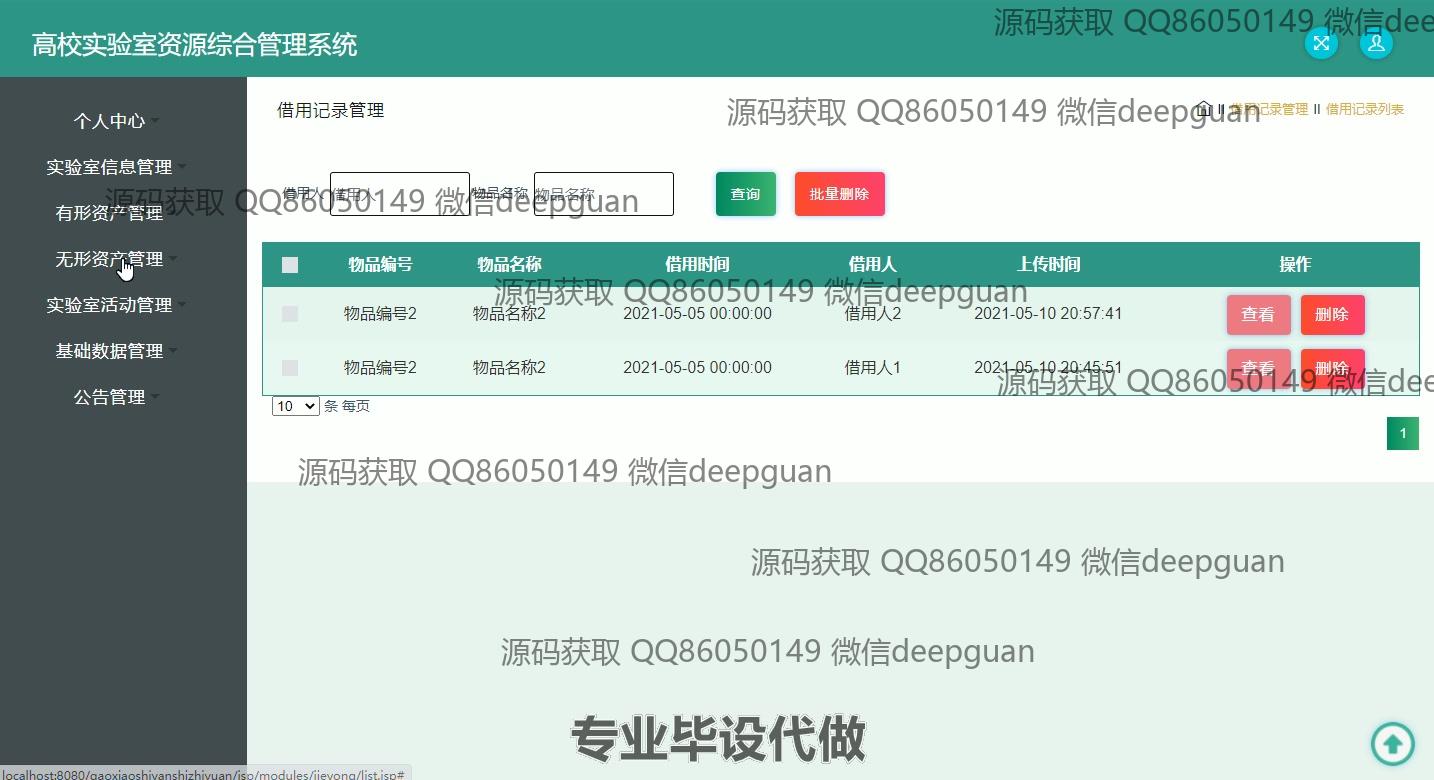 源码获取 QQ86050149 微信dee
高校实验室资源综合管理系统
个人中心
实验室信息管理
有形资产管理
无形资产管理
实验室活动管理
基础数据管理
公告管理
借用记录管理
源码获取 QQ86050149 微信deepguan
借用记录管理 II 借用记录列表
借用人 借用人 物品名称 物品名称 查询 批量删除
源码获取 QQ86050149 微信deepguan
物品编号 物品名称 借用时间 借用人 上传时间 操作
源码获取 QQ86050149 微信deepguan
物品编号2 物品名称2 2021-05-05 00:00:00 借用人2 2021-05-10 20:57:41 查看 删除
物品编号2 物品名称2 2021-05-05 00:00:00 借用人1 2021-05-10 20:45:51 查看 删除
源码获取 QQ86050149 微信dee
10 条 每页
1
源码获取 QQ86050149 微信deepguan
源码获取 QQ86050149 微信deepguan
源码获取 QQ86050149 微信deepguan
专业毕设代做
localhost:8080/gaoxiaoshiyanshizhiyuan/jsp/modules/jieyong/list.jsp#